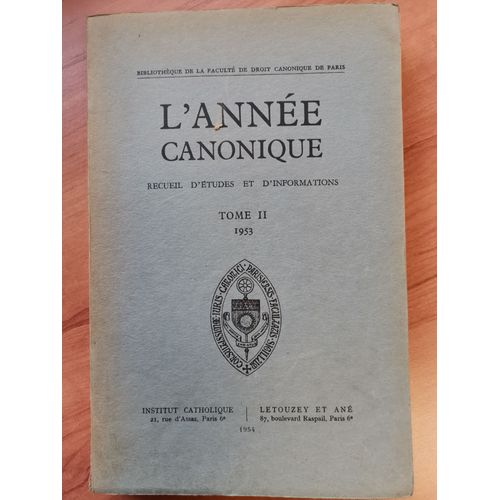 BIBLIOTHÈQUE DE LA FACULTÉ DE DROIT CANONIQUE DE PARIS
L'ANNÉE
CANONIQUE
RECUEIL D'ÉTUDES ET D'INFORMATIONS
TOME II
1953
INSTITUT CATHOLIQUE
21, rue d'Assas, Paris 6ᵉ
LETOUZEY ET ANÉ
87, boulevard Raspail, Paris 6ᵉ
1954